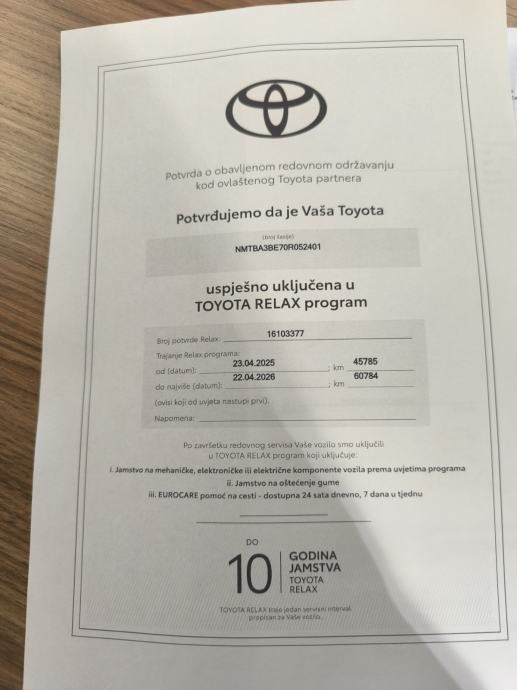 Potvrda o obavljenom redovnom održavanju
kod ovlaštenog Toyota partnera
Potvrđujemo da je Vaša Toyota
(broj šasije)
NMTBA3BE70R052401
uspješno uključena u
TOYOTA RELAX program
Broj potvrde Relax: 16103377
Trajanje Relax programa:
od (datum): 23.04.2025 ; km 45785
do najviše (datum): 22.04.2026 ; km 60784
(ovisi koji od uvjeta nastupi prvi).
Napomena:
Po završetku redovnog servisa Vaše vozilo smo uključili
u TOYOTA RELAX program koji uključuje:
i. Jamstvo na mehaničke, elektroničke ili električne komponente vozila prema uvjetima programa
ii. Jamstvo na oštećenje gume
iii. EUROCARE pomoć na cesti - dostupna 24 sata dnevno, 7 dana u tjednu
DO
10 GODINA
JAMSTVA
TOYOTA
RELAX
TOYOTA RELAX traje jedan servisni interval
propisan za Vaše vozilo.